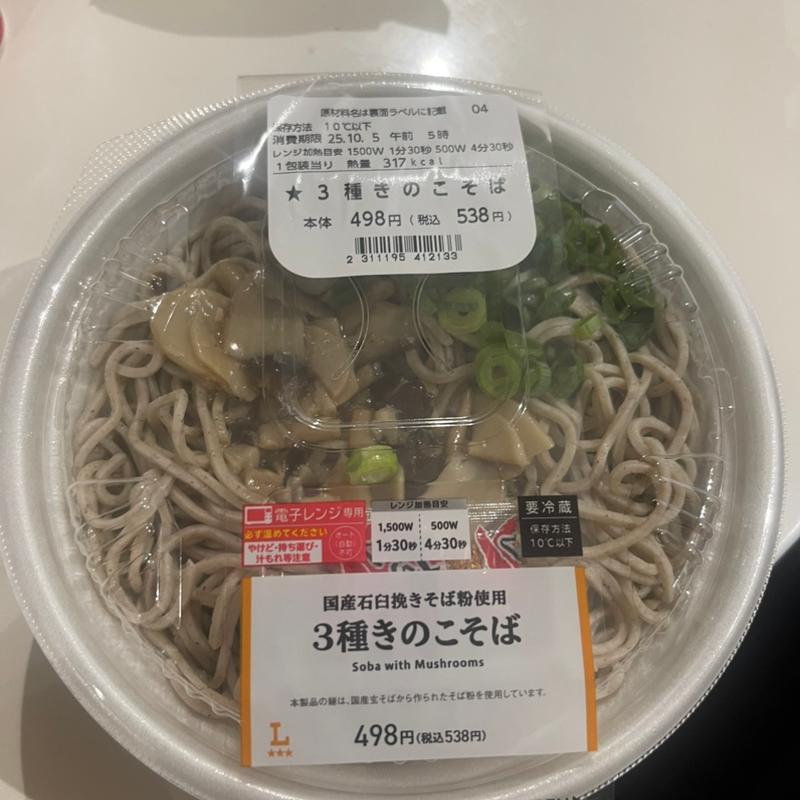 原材料名は裏面ラベルに記載 04
保存方法 10℃以下
消費期限 25.10. 5 午前 5時
レンジ加熱目安 1500W 1分30秒 500W 4分30秒
1包装当り 熱量 317kcal
★3種きのこそば
本体 498円(税込 538円)
2 311195 412133
電子レンジ専用
必ず温めてください
やけど・持ち運び・
汁もれ等注意
オート
(自動)
不可
レンジ加熱目安
1,500W 500W
1分30秒 4分30秒
要冷蔵
保存方法
10℃以下
国産石臼挽きそば粉使用
3種きのこそば
Soba with Mushrooms
本製品の麺は、国産玄そばから作られたそば粉を使用しています。
L
★★★
498円(税込538円)